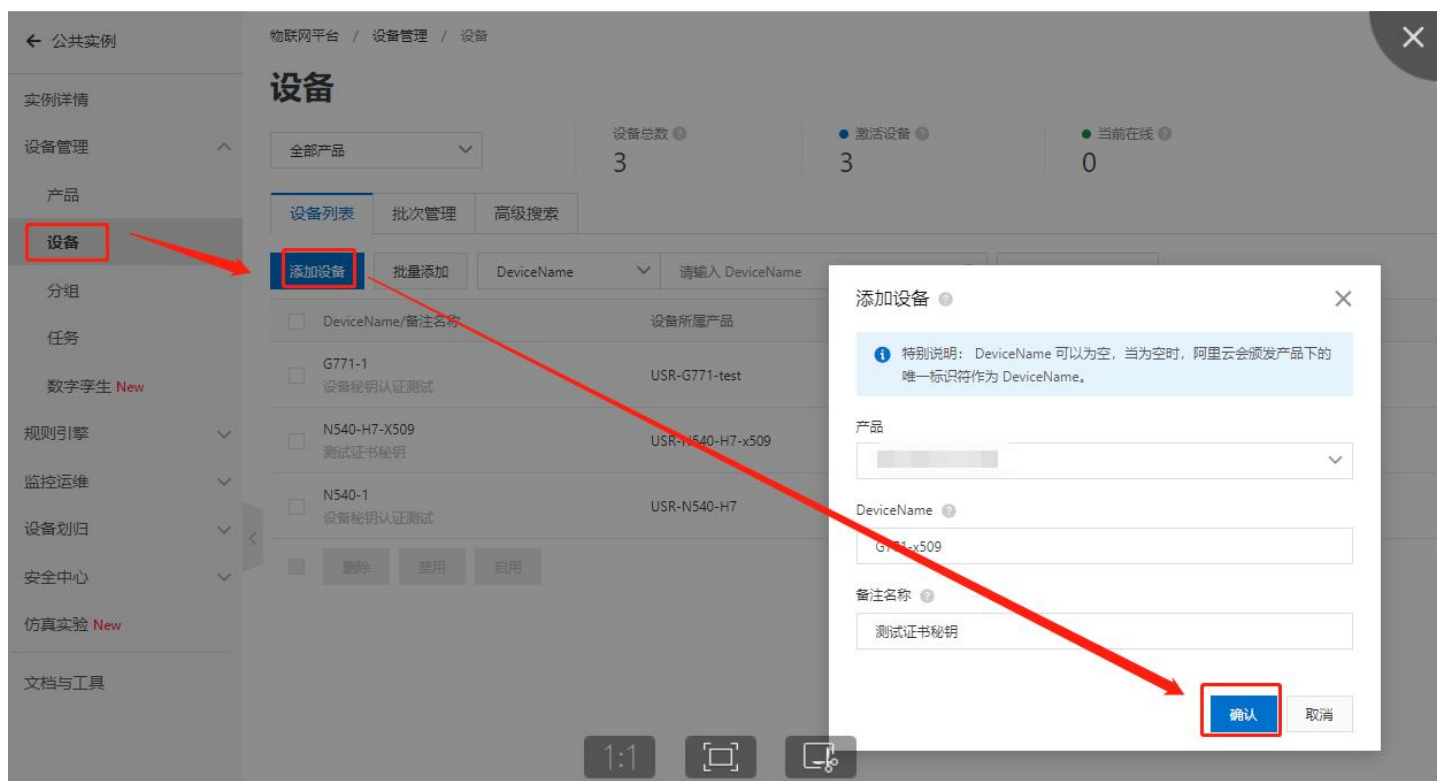 ← 公共实例
实例详情
设备管理
产品
设备
分组
任务
数字孪生 New
规则引擎
监控运维
设备划归
安全中心
仿真实验 New
文档与工具
物联网平台 / 设备管理 / 设备
设备
全部产品
设备总数
3
激活设备
3
当前在线
0
设备列表 批次管理 高级搜索
添加设备 批量添加 DeviceName 请输入 DeviceName
DeviceName/备注名称 设备所属产品
G771-1 USR-G771-test
设备秘钥认证测试
N540-H7-X509 USR-N540-H7-x509
测试证书秘钥
N540-1 USR-N540-H7
设备秘钥认证测试
删除 禁用 启用
添加设备
特别说明： DeviceName 可以为空，当为空时，阿里云会颁发产品下的
唯一标识符作为 DeviceName。
产品
DeviceName
G771-x509
备注名称
测试证书秘钥
确认 取消
1:1